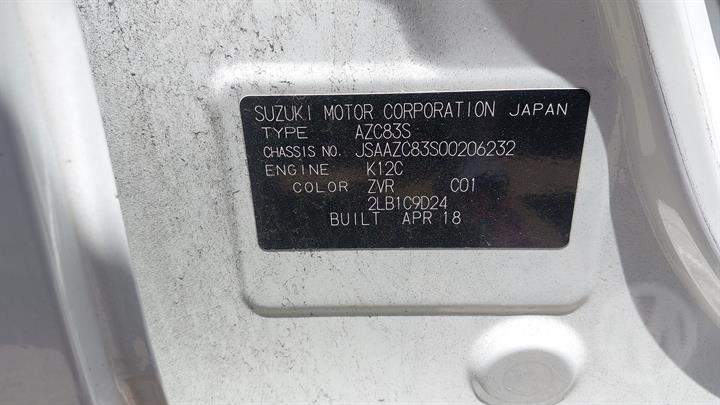 SUZUKI MOTOR CORPORATION JAPAN
TYPE AZC83S
CHASSIS NO. JSAAZC83S00206232
ENGINE K12C
COLOR ZVR C01
2LB1C9D24
BUILT APR 18